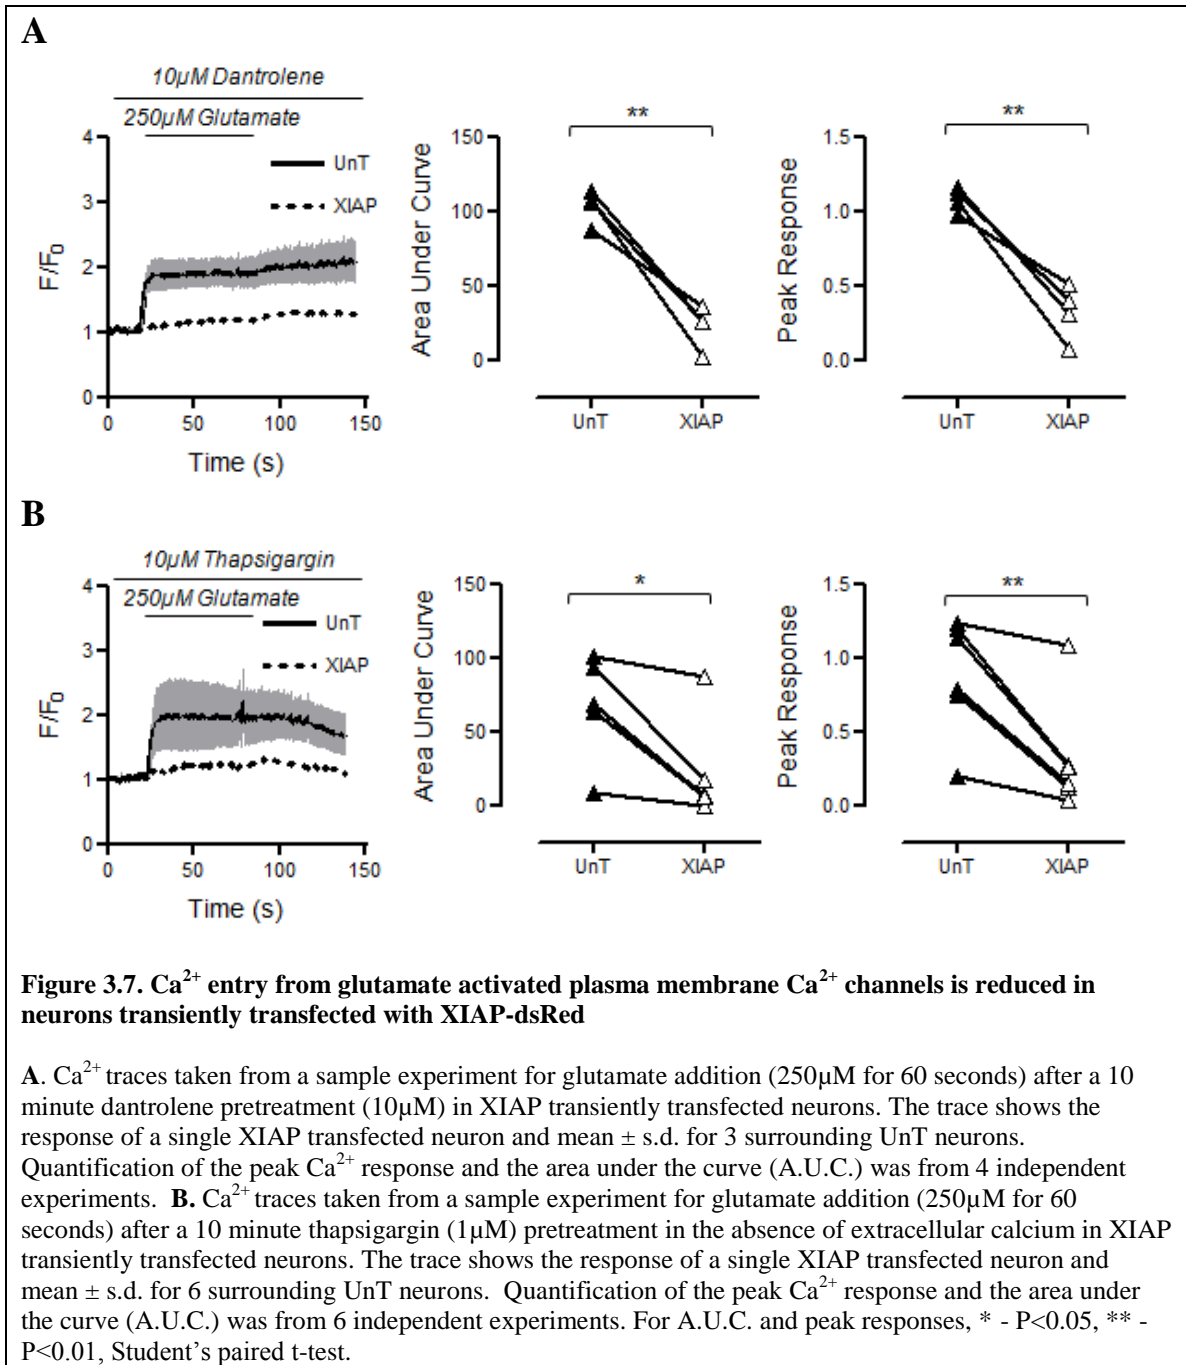 A
10µM Dantrolene
250µM Glutamate
UnT
XIAP
F/F0
4
3
2
1
0
0 50 100 150
Time (s)
**
Area Under Curve
150
100
50
0
UnT XIAP
**
Peak Response
1.5
1.0
0.5
0.0
UnT XIAP
B
10µM Thapsigargin
250µM Glutamate
UnT
XIAP
F/F0
4
3
2
1
0
0 50 100 150
Time (s)
*
Area Under Curve
150
100
50
0
UnT XIAP
**
Peak Response
1.5
1.0
0.5
0.0
UnT XIAP
Figure 3.7. Ca2+ entry from glutamate activated plasma membrane Ca2+ channels is reduced in
neurons transiently transfected with XIAP-dsRed
A. Ca2+ traces taken from a sample experiment for glutamate addition (250µM for 60 seconds) after a 10
minute dantrolene pretreatment (10µM) in XIAP transiently transfected neurons. The trace shows the
response of a single XIAP transfected neuron and mean ± s.d. for 3 surrounding UnT neurons.
Quantification of the peak Ca2+ response and the area under the curve (A.U.C.) was from 4 independent
experiments. B. Ca2+ traces taken from a sample experiment for glutamate addition (250µM for 60
seconds) after a 10 minute thapsigargin (1µM) pretreatment in the absence of extracellular calcium in XIAP
transiently transfected neurons. The trace shows the response of a single XIAP transfected neuron and
mean ± s.d. for 6 surrounding UnT neurons. Quantification of the peak Ca2+ response and the area under
the curve (A.U.C.) was from 6 independent experiments. For A.U.C. and peak responses, * - P<0.05, ** -
P<0.01, Student’s paired t-test.